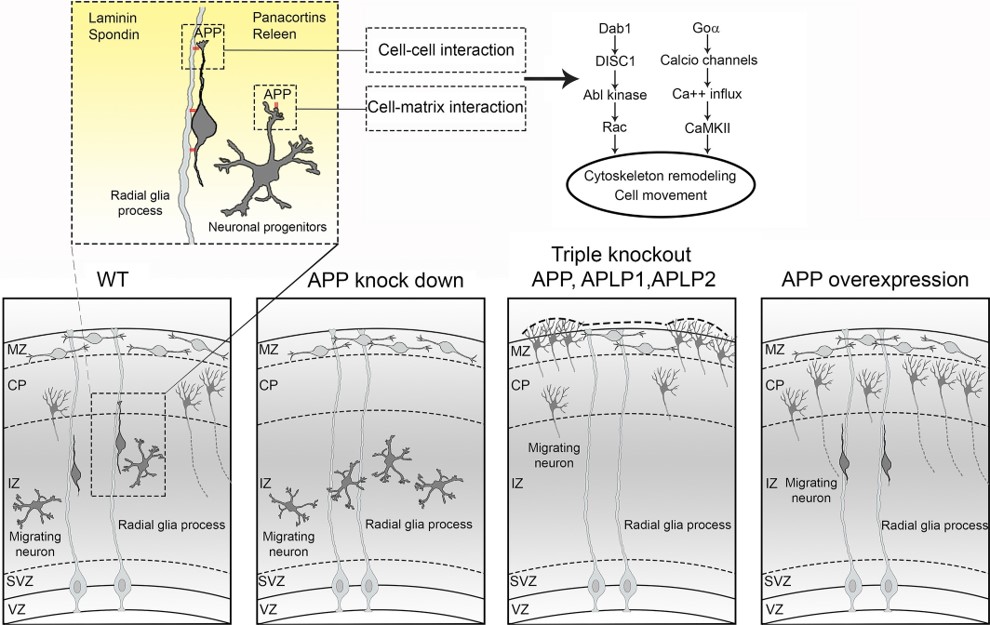 Laminin
Spondin
Panacortins
Releen
APP
APP
Radial glia
process
Neuronal progenitors
Cell-cell interaction
Cell-matrix interaction
Dab1
DISC1
Abl kinase
Rac
Goα
Calcio channels
Ca++ influx
CaMKII
Cytoskeleton remodeling
Cell movement
WT
MZ
CP
IZ
Migrating
neuron
Radial glia process
SVZ
VZ
APP knock down
MZ
CP
IZ
Migrating
neuron
Radial glia process
SVZ
VZ
Triple knockout
APP, APLP1,APLP2
MZ
CP
Migrating
neuron
IZ
Radial glia process
SVZ
VZ
APP overexpression
MZ
CP
IZ
Migrating
neuron
Radial glia process
SVZ
VZ